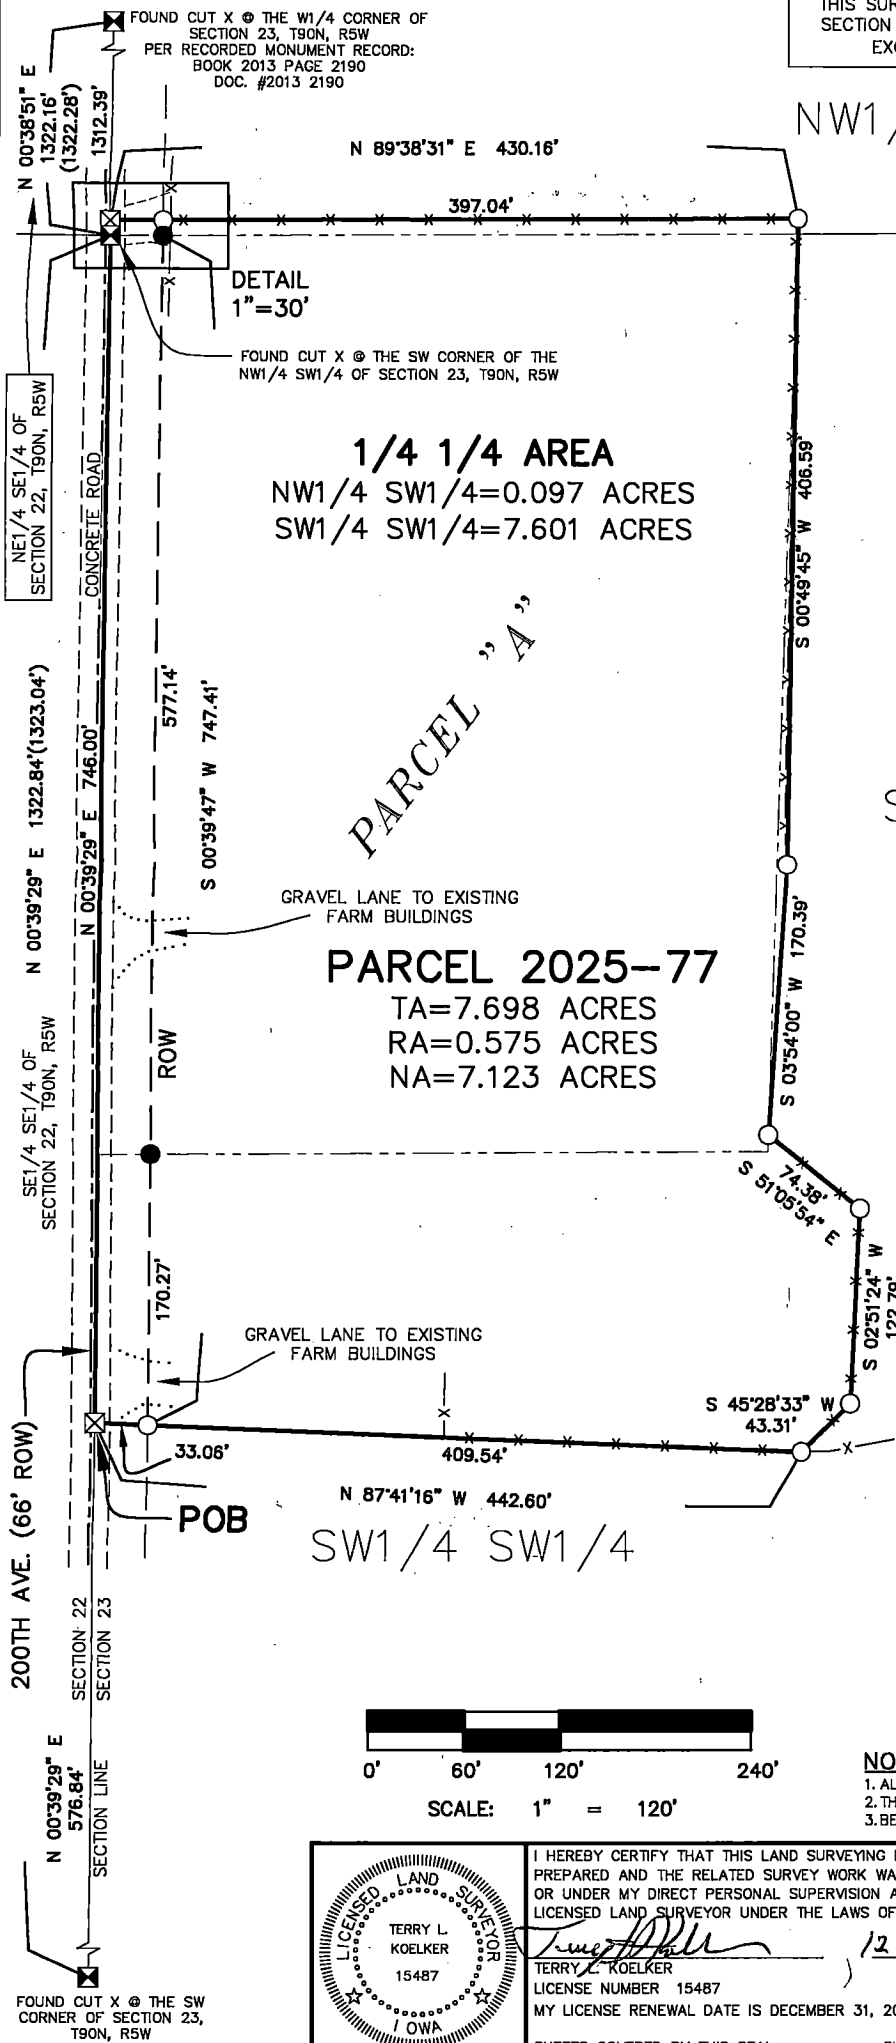 FOUND CUT X @ THE W1/4 CORNER OF
SECTION 23, T90N, R5W
PER RECORDED MONUMENT RECORD:
BOOK 2013 PAGE 2190
DOC. #2013 2190
THIS SUR
SECTION
EXC
NW1/
N 00°38'51" E
1322.16'
(1322.28')
1312.39'
N 89°38'31" E 430.16'
397.04'
DETAIL
1"=30'
FOUND CUT X @ THE SW CORNER OF THE
NW1/4 SW1/4 OF SECTION 23, T90N, R5W
NE1/4 SE1/4 OF
SECTION 22, T90N, R5W
CONCRETE ROAD
1/4 1/4 AREA
NW1/4 SW1/4=0.097 ACRES
SW1/4 SW1/4=7.601 ACRES
S 00°49'45" W 406.59'
PARCEL "A"
N 00°39'29" E 1322.84'(1323.04')
N 00°39'29" E 746.00'
577.14'
S 00°39'47" W 747.41'
S
GRAVEL LANE TO EXISTING
FARM BUILDINGS
PARCEL 2025-77
TA=7.698 ACRES
RA=0.575 ACRES
NA=7.123 ACRES
S 03°54'00" W 170.39'
SE1/4 SE1/4 OF
SECTION 22, T90N, R5W
ROW
74.38'
S 51°05'54" E
S 02°51'24" W
122.79'
170.27'
GRAVEL LANE TO EXISTING
FARM BUILDINGS
S 45°28'33" W
43.31'
33.06'
409.54'
N 87°41'16" W 442.60'
POB
SW1/4 SW1/4
200TH AVE. (66' ROW)
SECTION 22
SECTION 23
N 00°39'29" E
576.84'
SECTION LINE
0' 60' 120' 240'
SCALE: 1" = 120'
NO
1. AL
2. TH
3. BE
FOUND CUT X @ THE SW
CORNER OF SECTION 23,
T90N, R5W
LICENSED LAND SURVEYOR
TERRY L.
KOELKER
15487
IOWA
I HEREBY CERTIFY THAT THIS LAND SURVEYING
PREPARED AND THE RELATED SURVEY WORK WA
OR UNDER MY DIRECT PERSONAL SUPERVISION A
LICENSED LAND SURVEYOR UNDER THE LAWS OF
12
TERRY L. KOELKER
LICENSE NUMBER 15487
MY LICENSE RENEWAL DATE IS DECEMBER 31, 20